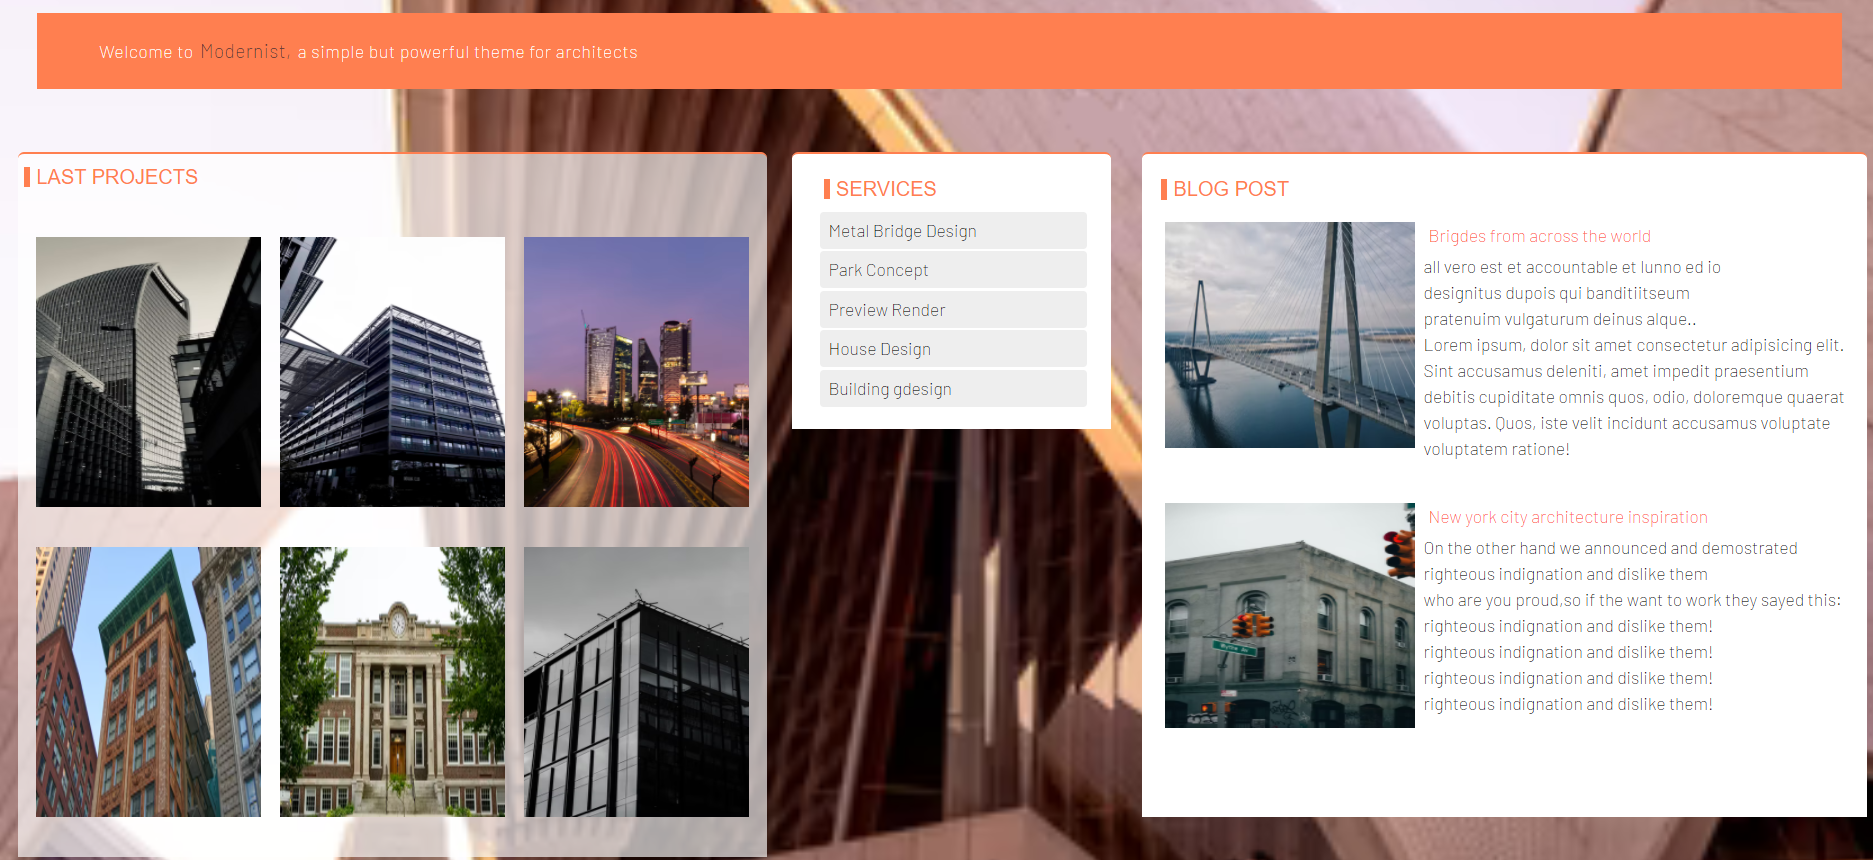 Welcome to Modernist, a simple but powerful theme for architects
LAST PROJECTS
SERVICES
Metal Bridge Design
Park Concept
Preview Render
House Design
Building gdesign
BLOG POST
Brigdes from across the world
all vero est et accountable et lunno ed io
designitus dupois qui banditiitseum
pratenuim vulgaturum deinus alque..
Lorem ipsum, dolor sit amet consectetur adipisicing elit.
Sint accusamus deleniti, amet impedit praesentium
debitis cupiditate omnis quos, odio, doloremque quaerat
voluptas. Quos, iste velit incidunt accusamus voluptate
voluptatem ratione!
New york city architecture inspiration
On the other hand we announced and demostrated
righteous indignation and dislike them
who are you proud,so if the want to work they sayed this:
righteous indignation and dislike them!
righteous indignation and dislike them!
righteous indignation and dislike them!
righteous indignation and dislike them!